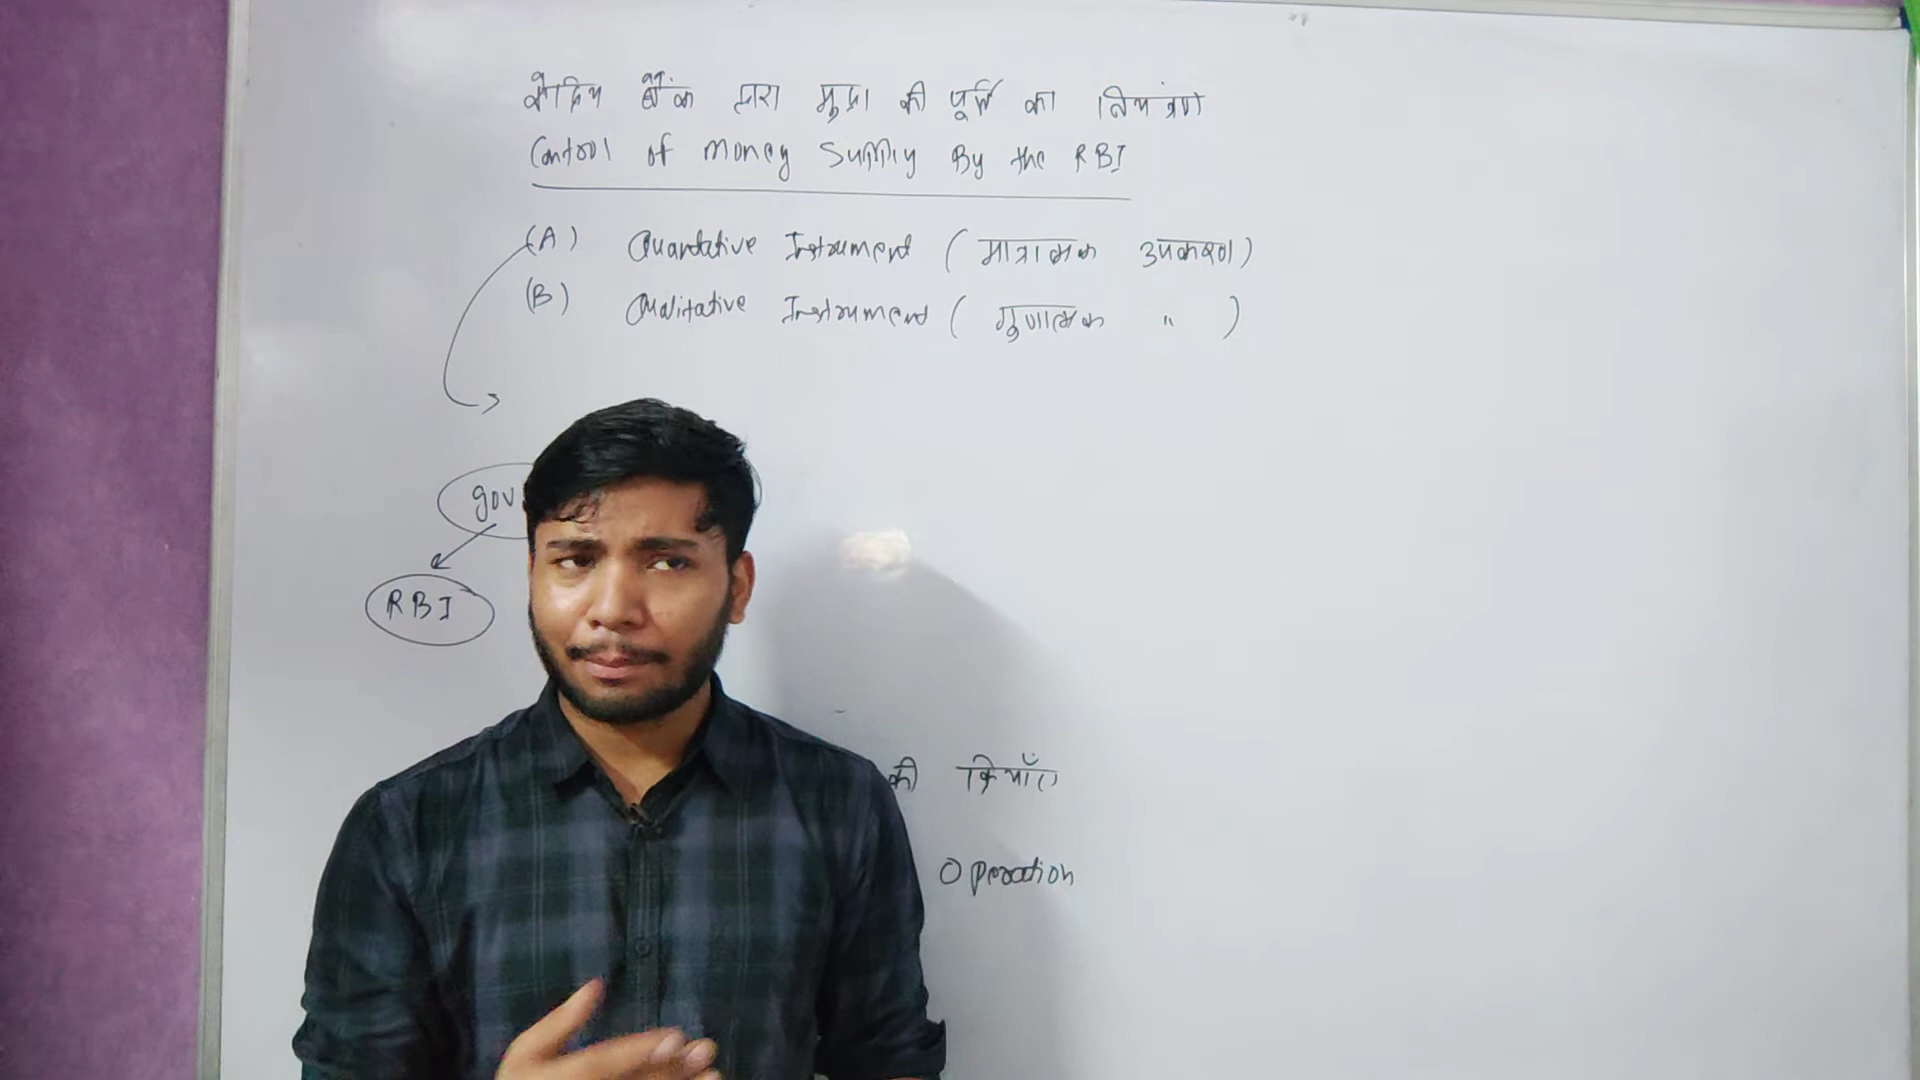 केंद्रिय बैंक द्वारा मुद्रा की पूर्ति का नियंत्रण
Control of Money Supply By the RBI
(A) Quantative Instrument (मात्रात्मक उपकरण)
(B) Qualitative Instrument (गुणात्मक " )
gov
RBI
की क्रियाँए
Operation